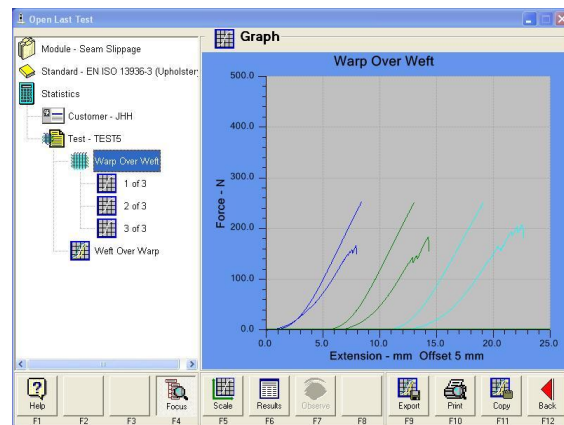 Open Last Test
Module - Seam Slippage
Standard - EN ISO 13936-3 (Upholster
Statistics
Customer - JHH
Test - TEST5
Warp Over Weft
1 of 3
2 of 3
3 of 3
Weft Over Warp
Graph
Warp Over Weft
500.0
400.0
300.0
200.0
100.0
0.0
Force - N
0.0 5.0 10.0 15.0 20.0 25.0
Extension - mm Offset 5 mm
Help Focus Scale Results Observe Export Print Copy Back
F1 F2 F3 F4 F5 F6 F7 F8 F9 F10 F11 F12